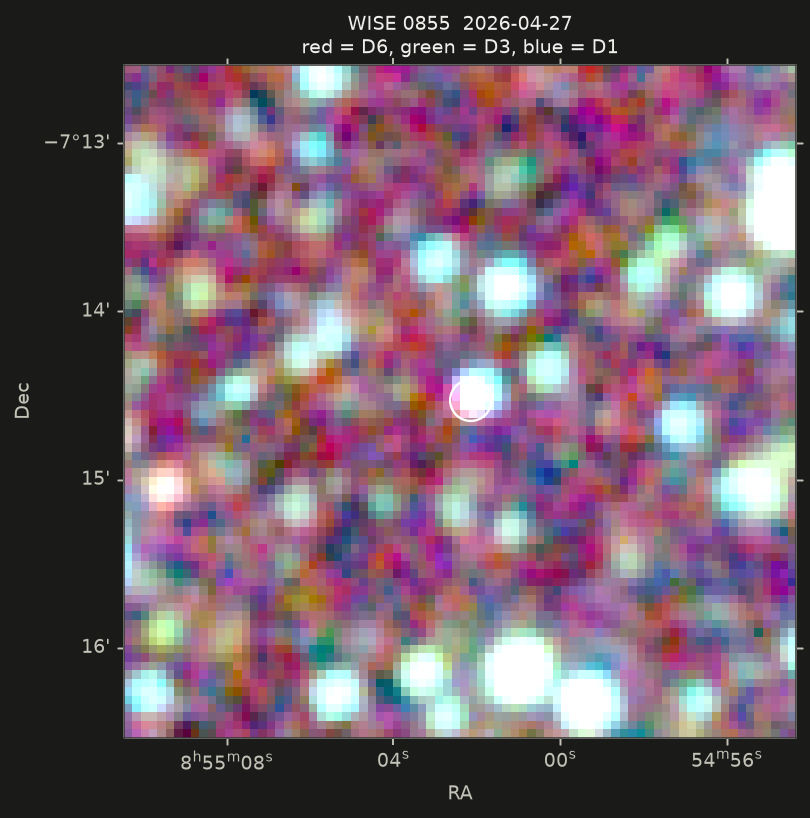 WISE 0855  2026-04-27
red = D6, green = D3, blue = D1
−7°13'
14'
15'
16'
Dec
8ʰ55ᵐ08ˢ
04ˢ
00ˢ
54ᵐ56ˢ
RA